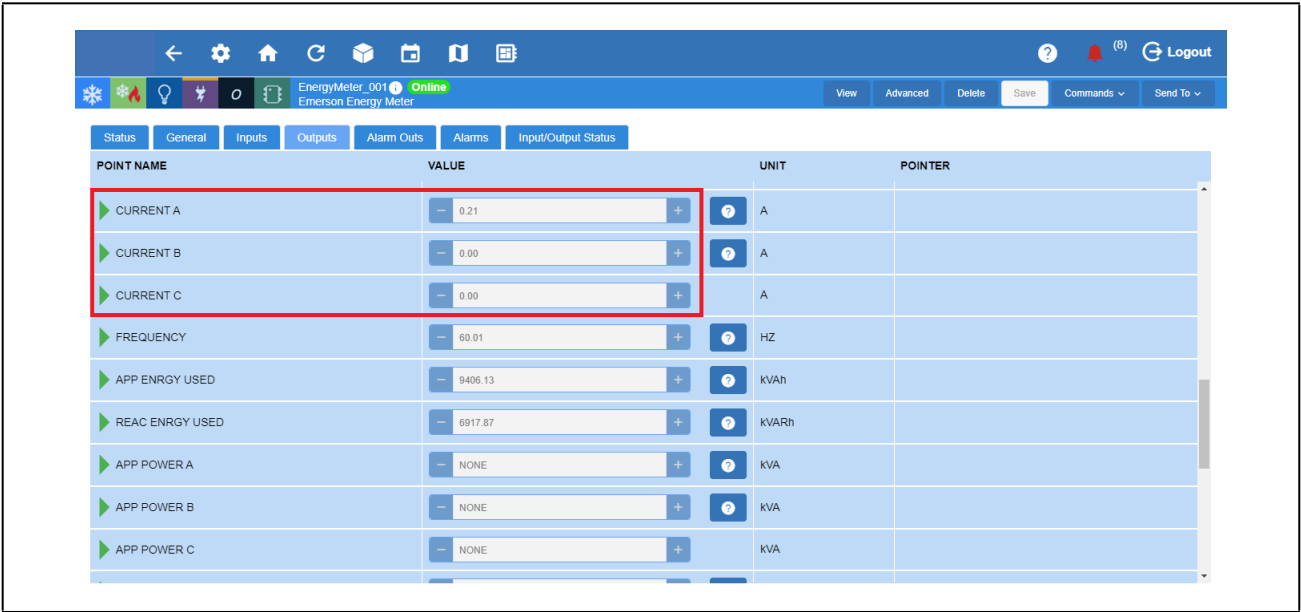 (8) Logout
EnergyMeter_001 Online
Emerson Energy Meter
View Advanced Delete Save Commands Send To
Status General Inputs Outputs Alarm Outs Alarms Input/Output Status
POINT NAME VALUE UNIT POINTER
CURRENT A - 0.21 + ? A
CURRENT B - 0.00 + ? A
CURRENT C - 0.00 + A
FREQUENCY - 60.01 + ? HZ
APP ENRGY USED - 9406.13 + ? kVAh
REAC ENRGY USED - 6917.87 + ? kVARh
APP POWER A - NONE + ? kVA
APP POWER B - NONE + ? kVA
APP POWER C - NONE + kVA